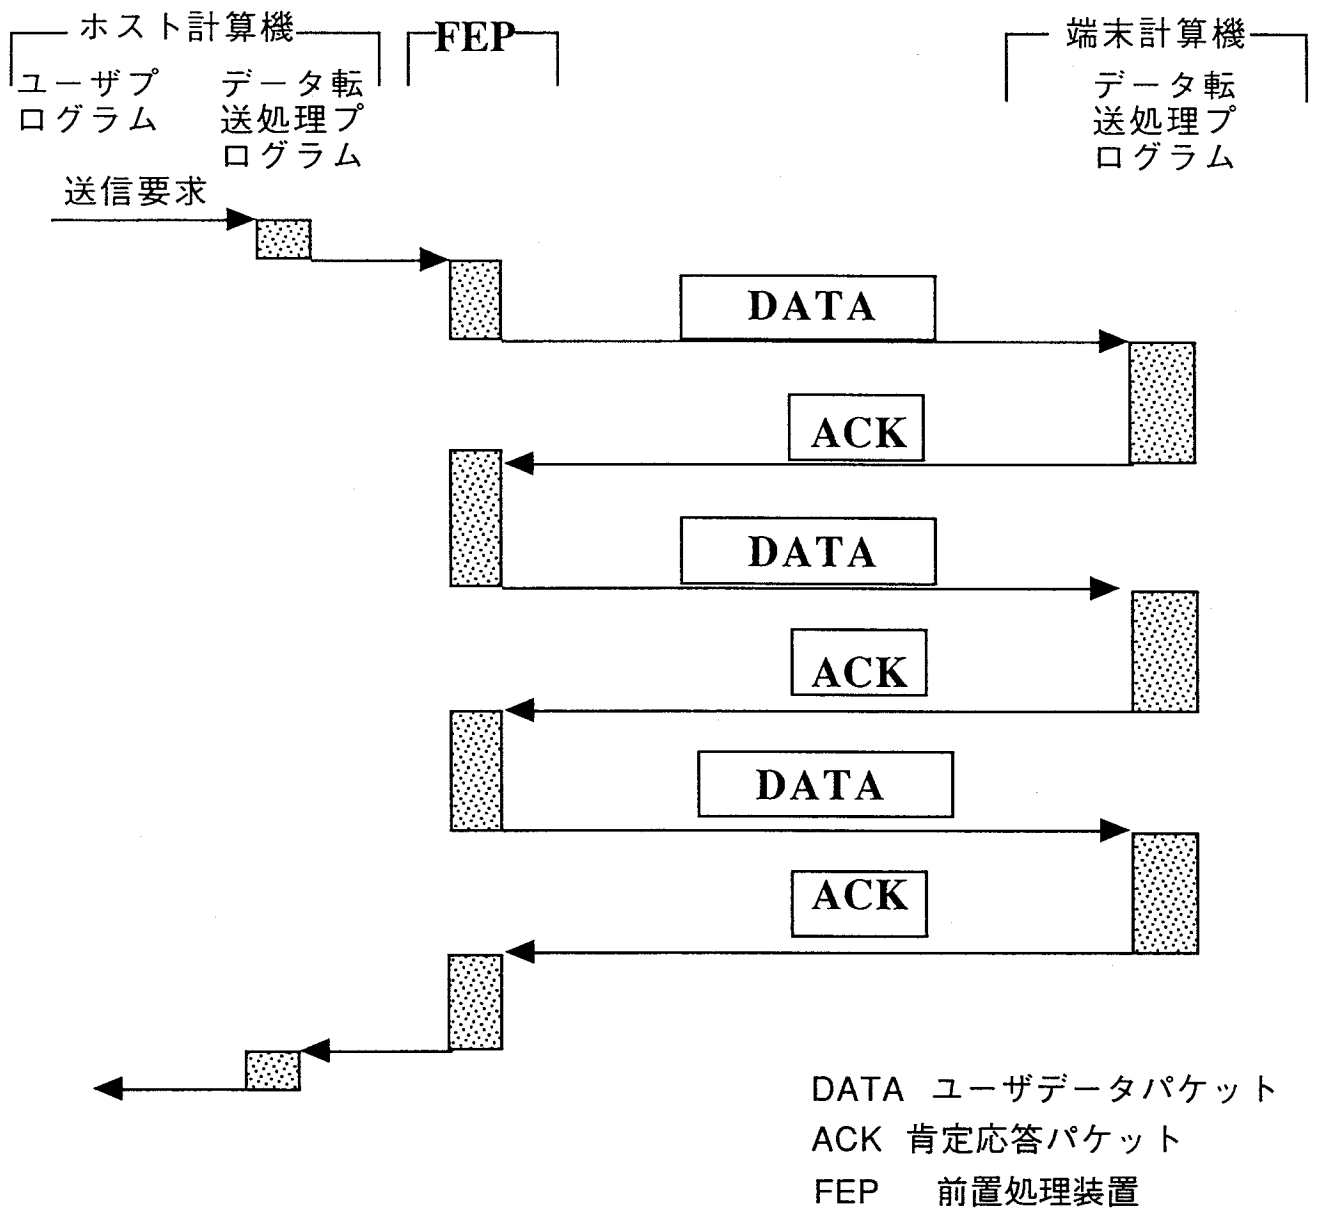 ホスト計算機
FEP
端末計算機
ユーザプ
ログラム
データ転
送処理プ
ログラム
データ転
送処理プ
ログラム
送信要求
DATA
ACK
DATA
ACK
DATA
ACK
DATA ユーザデータパケット
ACK 肯定応答パケット
FEP 前置処理装置